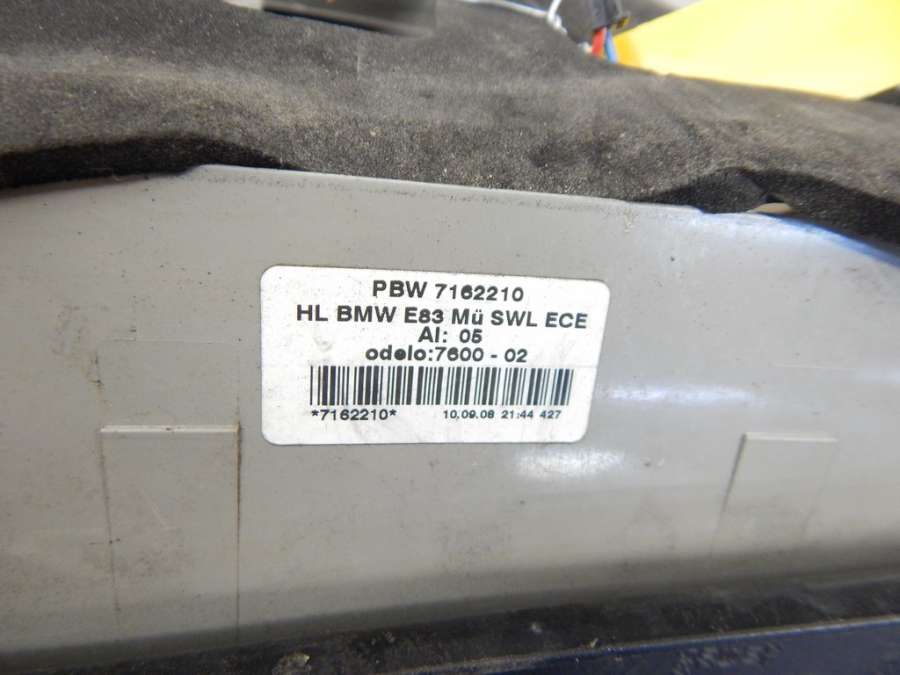 PBW 7162210
HL BMW E83 Mü SWL ECE
AI: 05
odelo:7600 - 02
*7162210* 10.09.08 21:44 427